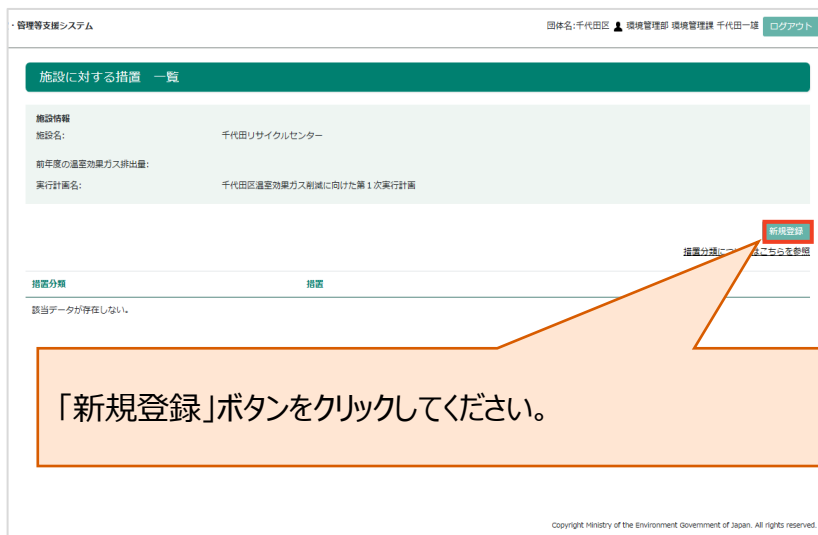 ・管理等支援システム
団体名:千代田区 環境管理部 環境管理課 千代田一雄 ログアウト
施設に対する措置 一覧
施設情報
施設名: 千代田リサイクルセンター
前年度の温室効果ガス排出量:
実行計画名: 千代田区温室効果ガス削減に向けた第1次実行計画
新規登録
措置分類につ はこちらを参照
措置分類 措置
該当データが存在しない。
「新規登録」ボタンをクリックしてください。
Copyright Ministry of the Environment Government of Japan. All rights reserved.